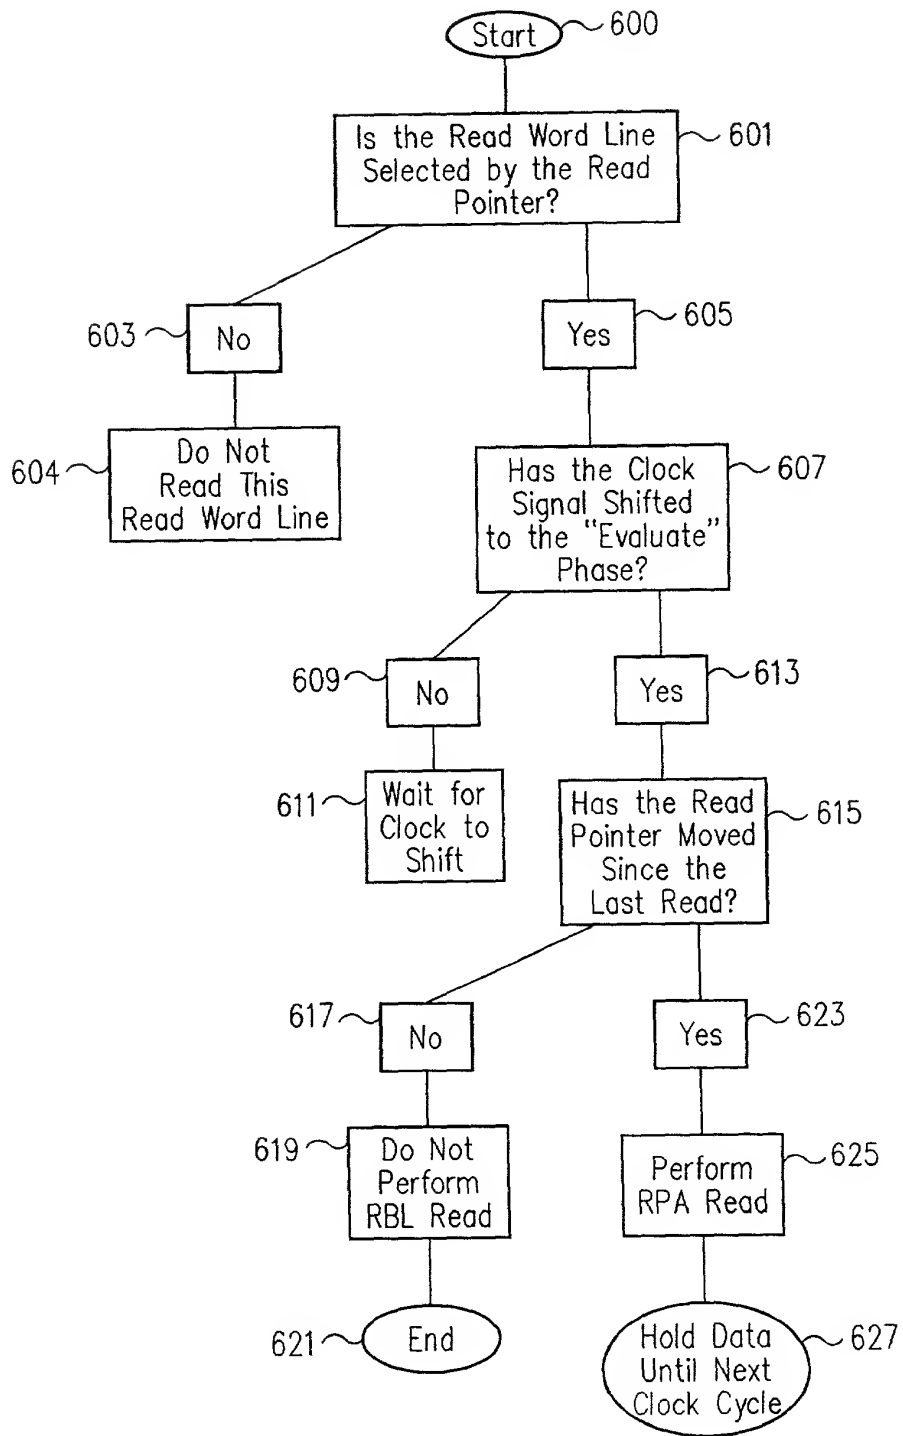 Start
600
Is the Read Word Line
Selected by the Read
Pointer?
601
603
No
Yes
605
604
Do Not
Read This
Read Word Line
Has the Clock
Signal Shifted
to the "Evaluate"
Phase?
607
609
No
Yes
613
611
Wait for
Clock to
Shift
Has the Read
Pointer Moved
Since the
Last Read?
615
617
No
Yes
623
619
Do Not
Perform
RBL Read
Perform
RPA Read
625
621
End
Hold Data
Until Next
Clock Cycle
627